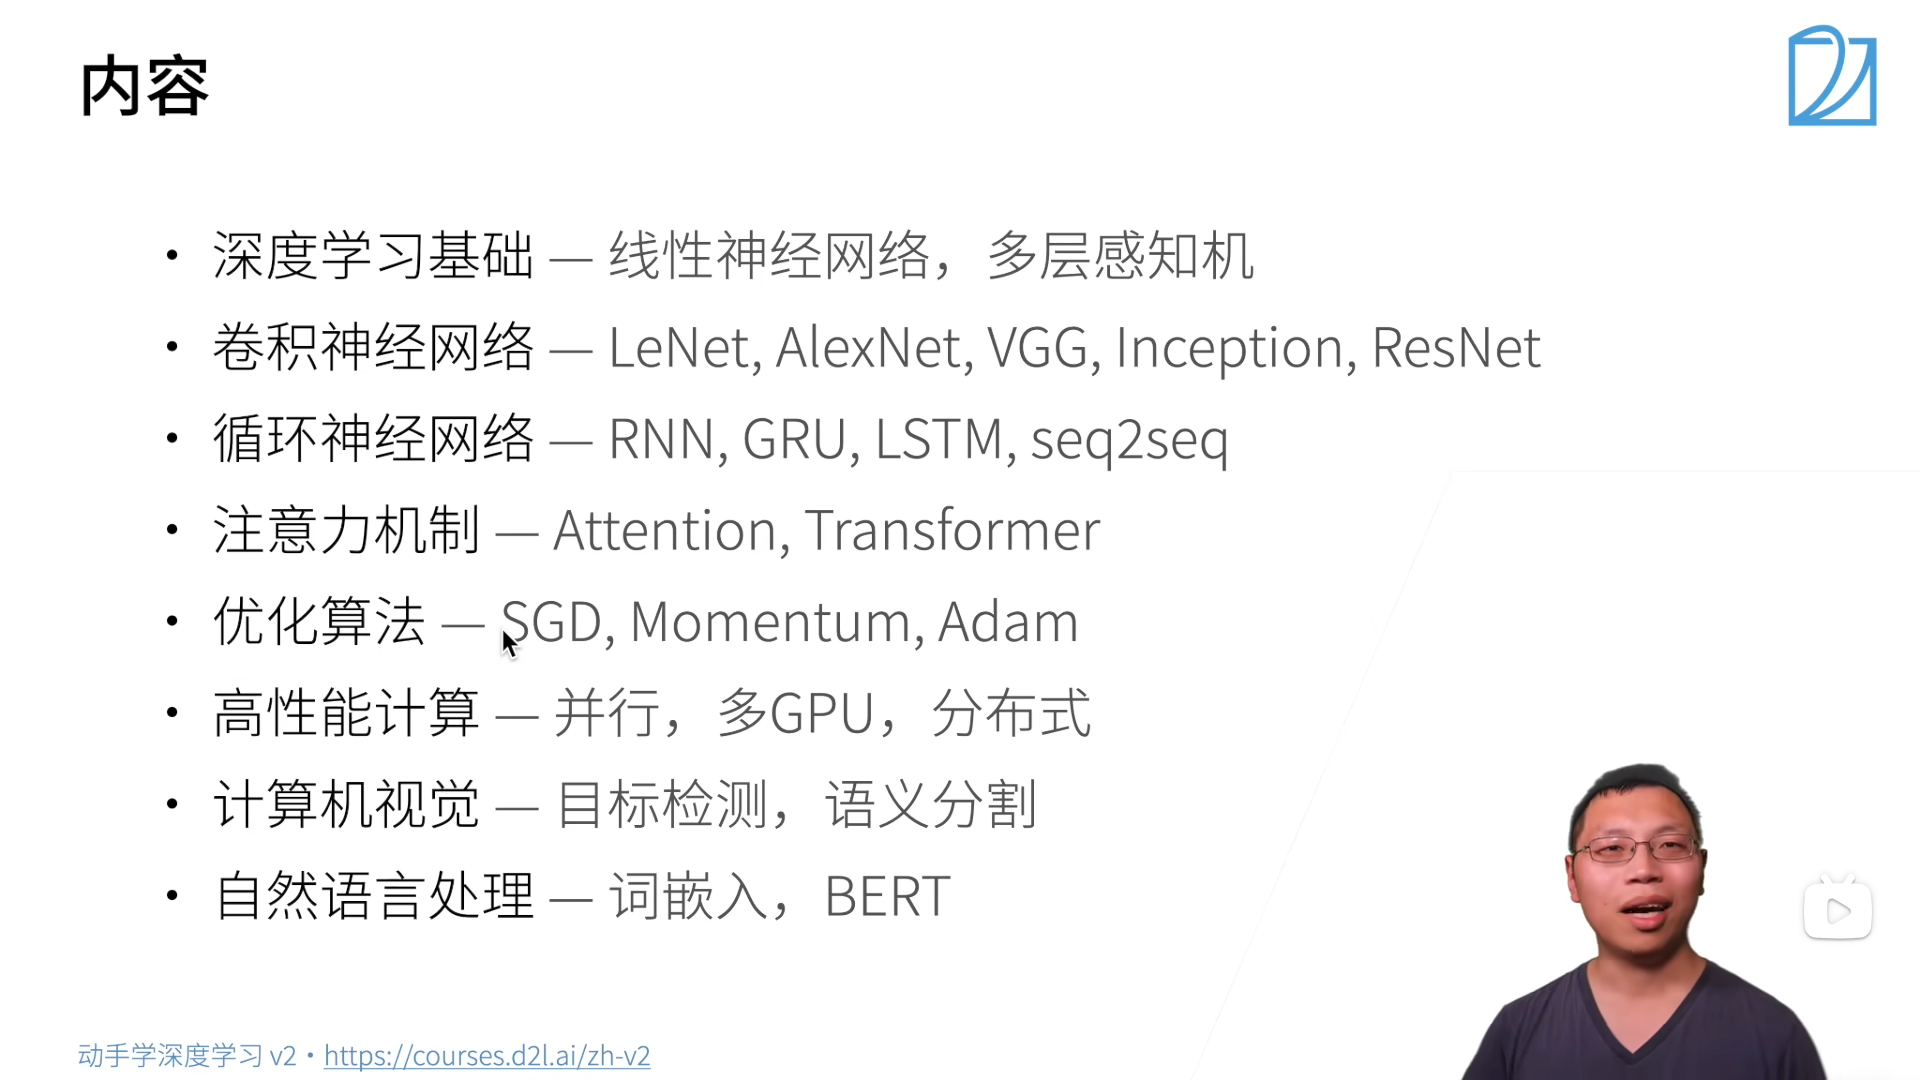 内容
• 深度学习基础 — 线性神经网络，多层感知机
• 卷积神经网络 — LeNet, AlexNet, VGG, Inception, ResNet
• 循环神经网络 — RNN, GRU, LSTM, seq2seq
• 注意力机制 — Attention, Transformer
• 优化算法 — SGD, Momentum, Adam
• 高性能计算 — 并行，多GPU，分布式
• 计算机视觉 — 目标检测，语义分割
• 自然语言处理 — 词嵌入，BERT
动手学深度学习 v2 • https://courses.d2l.ai/zh-v2